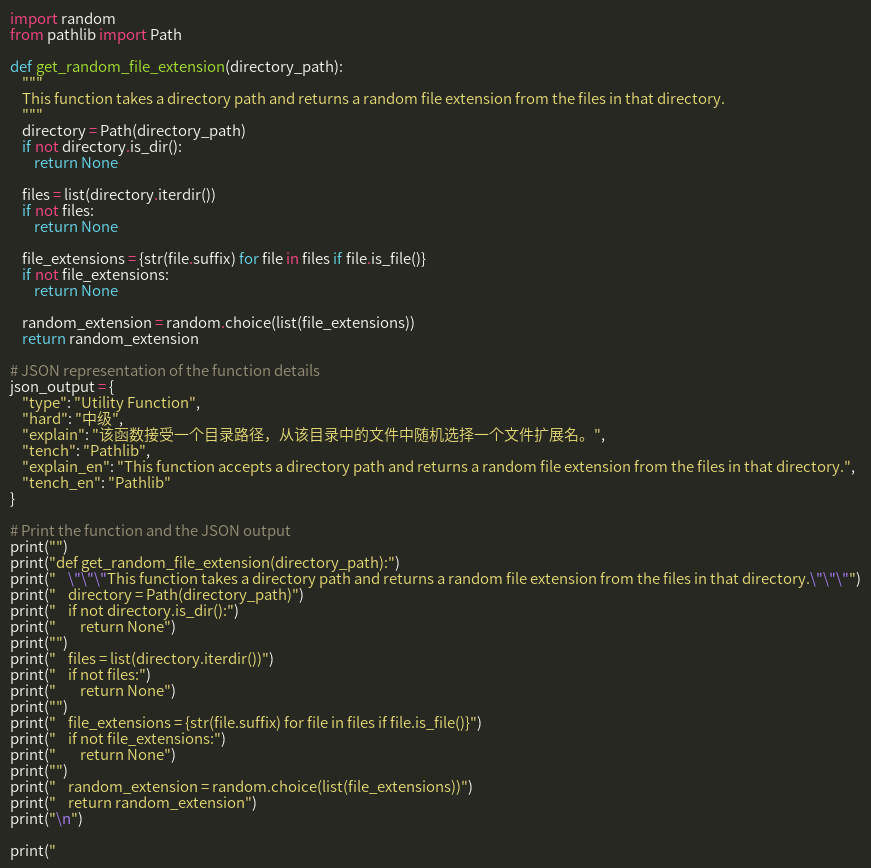 import random
from pathlib import Path

def get_random_file_extension(directory_path):
    """
    This function takes a directory path and returns a random file extension from the files in that directory.
    """
    directory = Path(directory_path)
    if not directory.is_dir():
        return None

    files = list(directory.iterdir())
    if not files:
        return None

    file_extensions = {str(file.suffix) for file in files if file.is_file()}
    if not file_extensions:
        return None

    random_extension = random.choice(list(file_extensions))
    return random_extension

# JSON representation of the function details
json_output = {
    "type": "Utility Function",
    "hard": "中级",
    "explain": "该函数接受一个目录路径，从该目录中的文件中随机选择一个文件扩展名。",
    "tench": "Pathlib",
    "explain_en": "This function accepts a directory path and returns a random file extension from the files in that directory.",
    "tench_en": "Pathlib"
}

# Print the function and the JSON output
print("")
print("def get_random_file_extension(directory_path):")
print("    \"\"\"This function takes a directory path and returns a random file extension from the files in that directory.\"\"\"")
print("    directory = Path(directory_path)")
print("    if not directory.is_dir():")
print("        return None")
print("")
print("    files = list(directory.iterdir())")
print("    if not files:")
print("        return None")
print("")
print("    file_extensions = {str(file.suffix) for file in files if file.is_file()}")
print("    if not file_extensions:")
print("        return None")
print("")
print("    random_extension = random.choice(list(file_extensions))")
print("    return random_extension")
print("\n")

print("